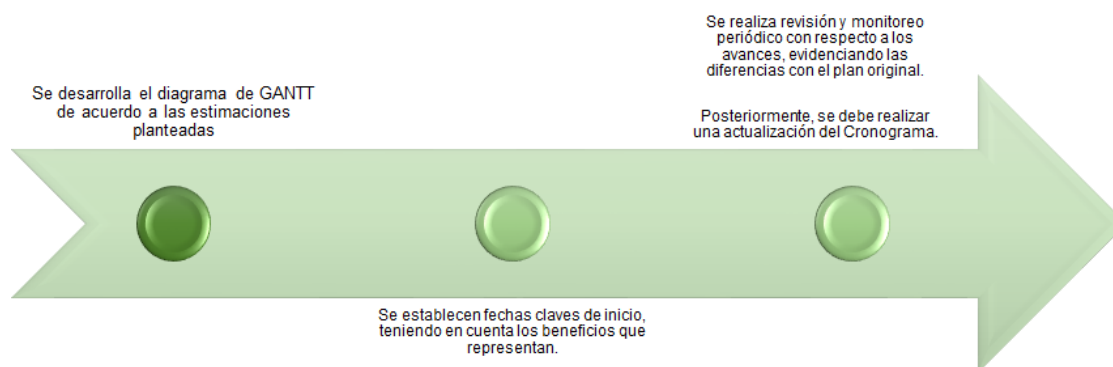 Se desarrolla el diagrama de GANTT
de acuerdo a las estimaciones
planteadas
Se establecen fechas claves de inicio,
teniendo en cuenta los beneficios que
representan.
Se realiza revisión y monitoreo
periódico con respecto a los
avances, evidenciando las
diferencias con el plan original.
Posteriormente, se debe realizar
una actualización del Cronograma.